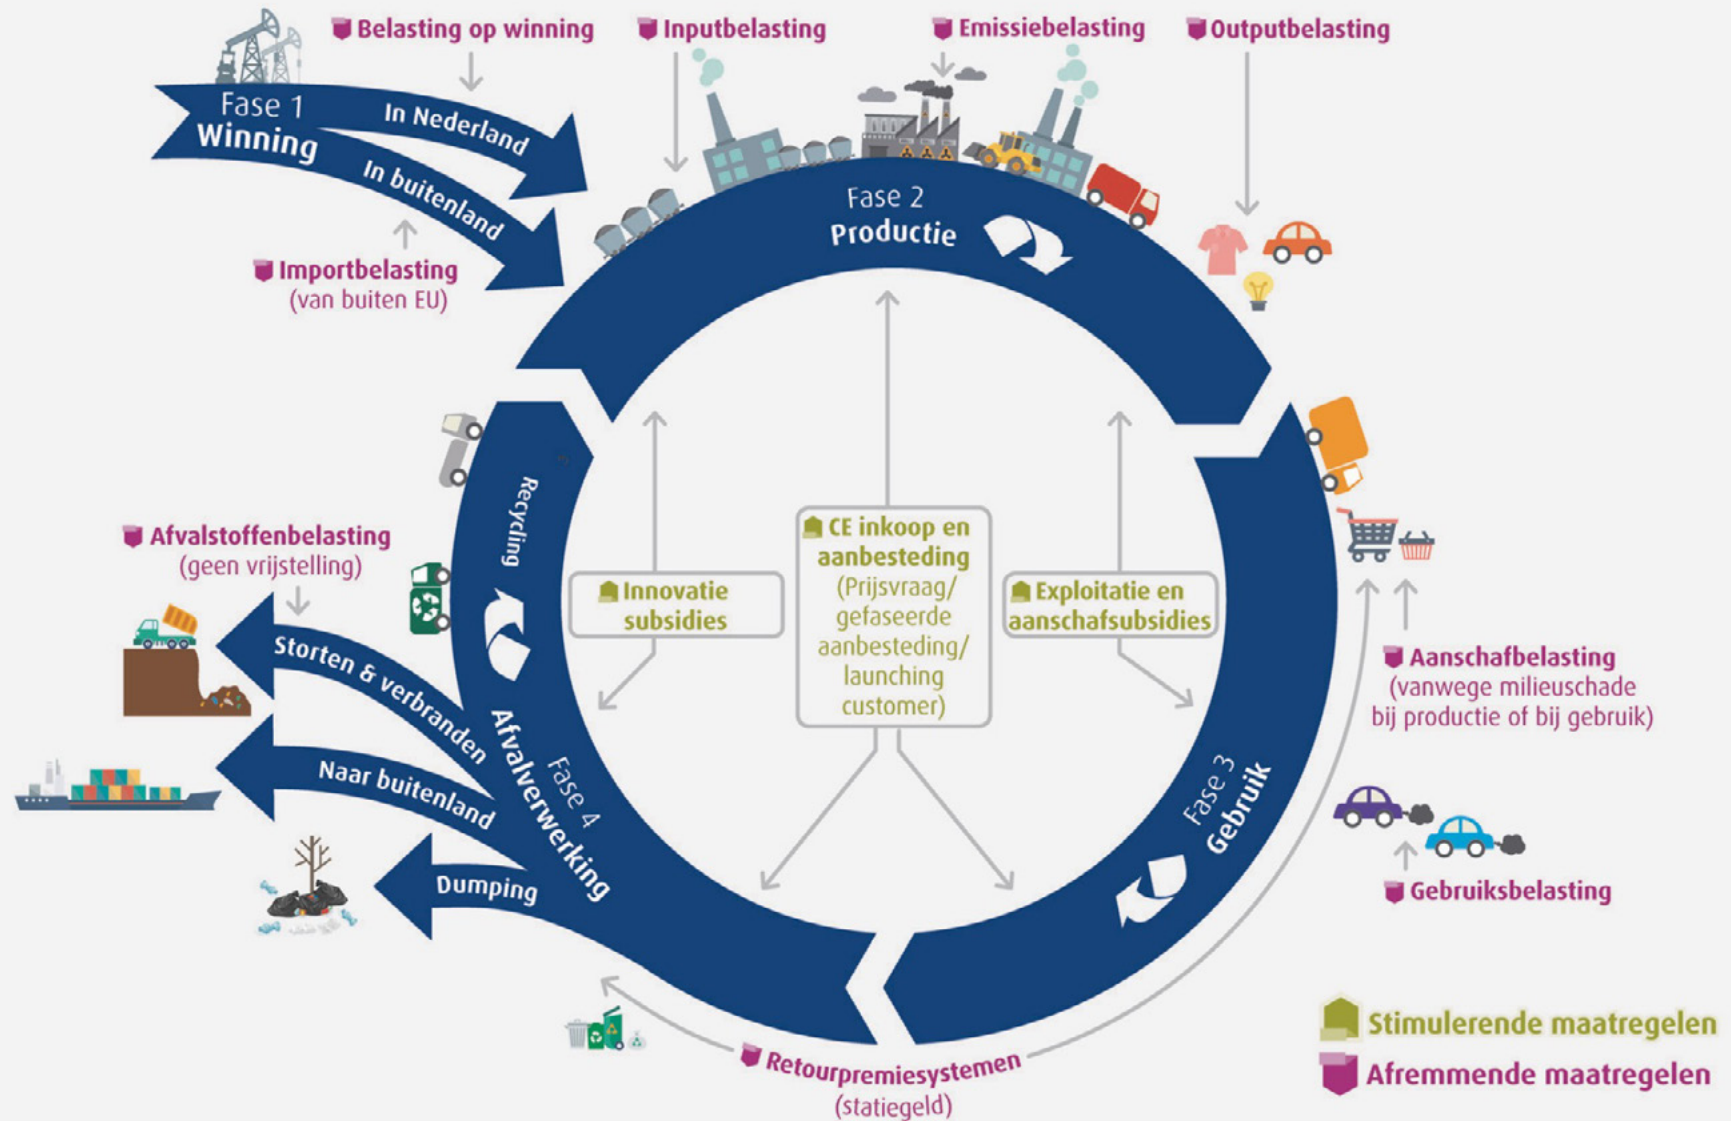 Belasting op winning
Inputbelasting
Emissiebelasting
Outputbelasting
Fase 1
Winning
In Nederland
In buitenland
Importbelasting
(van buiten EU)
Fase 2
Productie
Recycling
Afvalstoffenbelasting
(geen vrijstelling)
Innovatie
subsidies
CE inkoop en
aanbesteding
(Prijsvraag/
gefaseerde
aanbesteding/
launching
customer)
Exploitatie en
aanschafsubsidies
Storten & verbranden
Naar buitenland
Dumping
Fase 4
Afvalverwerking
Fase 3
Gebruik
Aanschafbelasting
(vanwege milieuschade
bij productie of bij gebruik)
Gebruiksbelasting
Retourpremiesystemen
(statiegeld)
Stimulerende maatregelen
Afremmende maatregelen